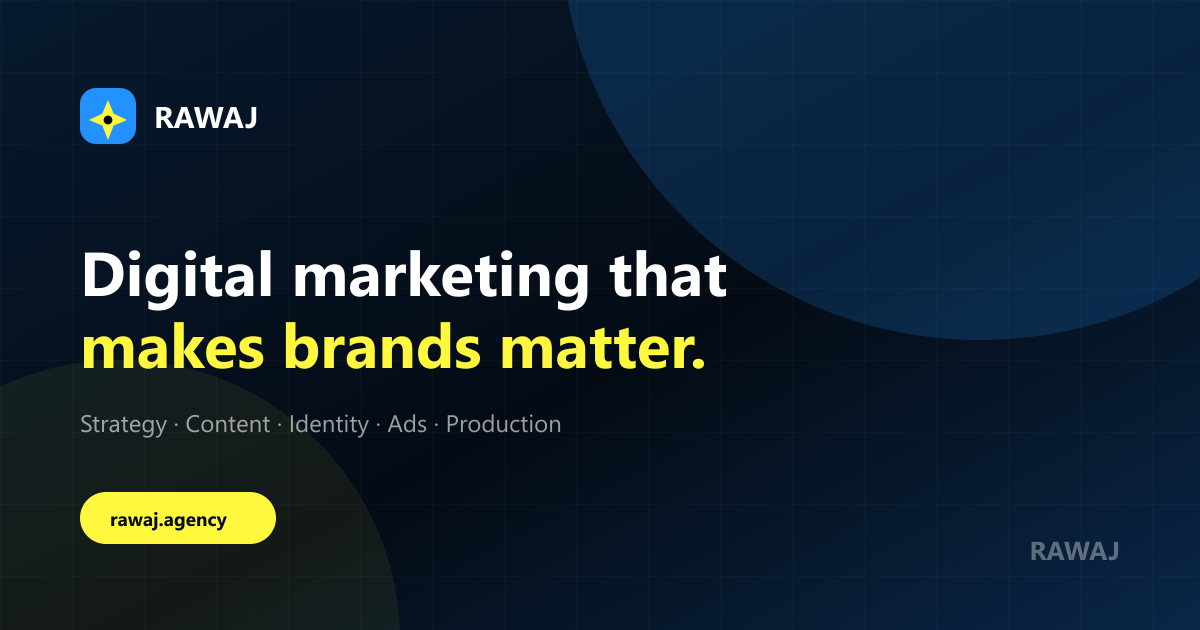 RAWAJ
Digital marketing that
makes brands matter.
Strategy · Content · Identity · Ads · Production
rawaj.agency
RAWAJ